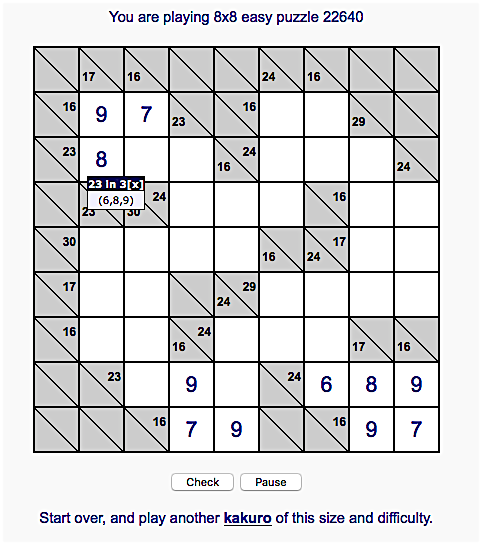 You are playing 8x8 easy puzzle 22640
17 16 24 16
16 9 7 23 16 29
23 8 16 24 24
23 in 3[x]
(6,8,9)
23 30 24 16
30 16 24 17
17 24 29
16 16 24 17 16
23 9 24 6 8 9
16 7 9 16 9 7
Check Pause
Start over, and play another kakuro of this size and difficulty.